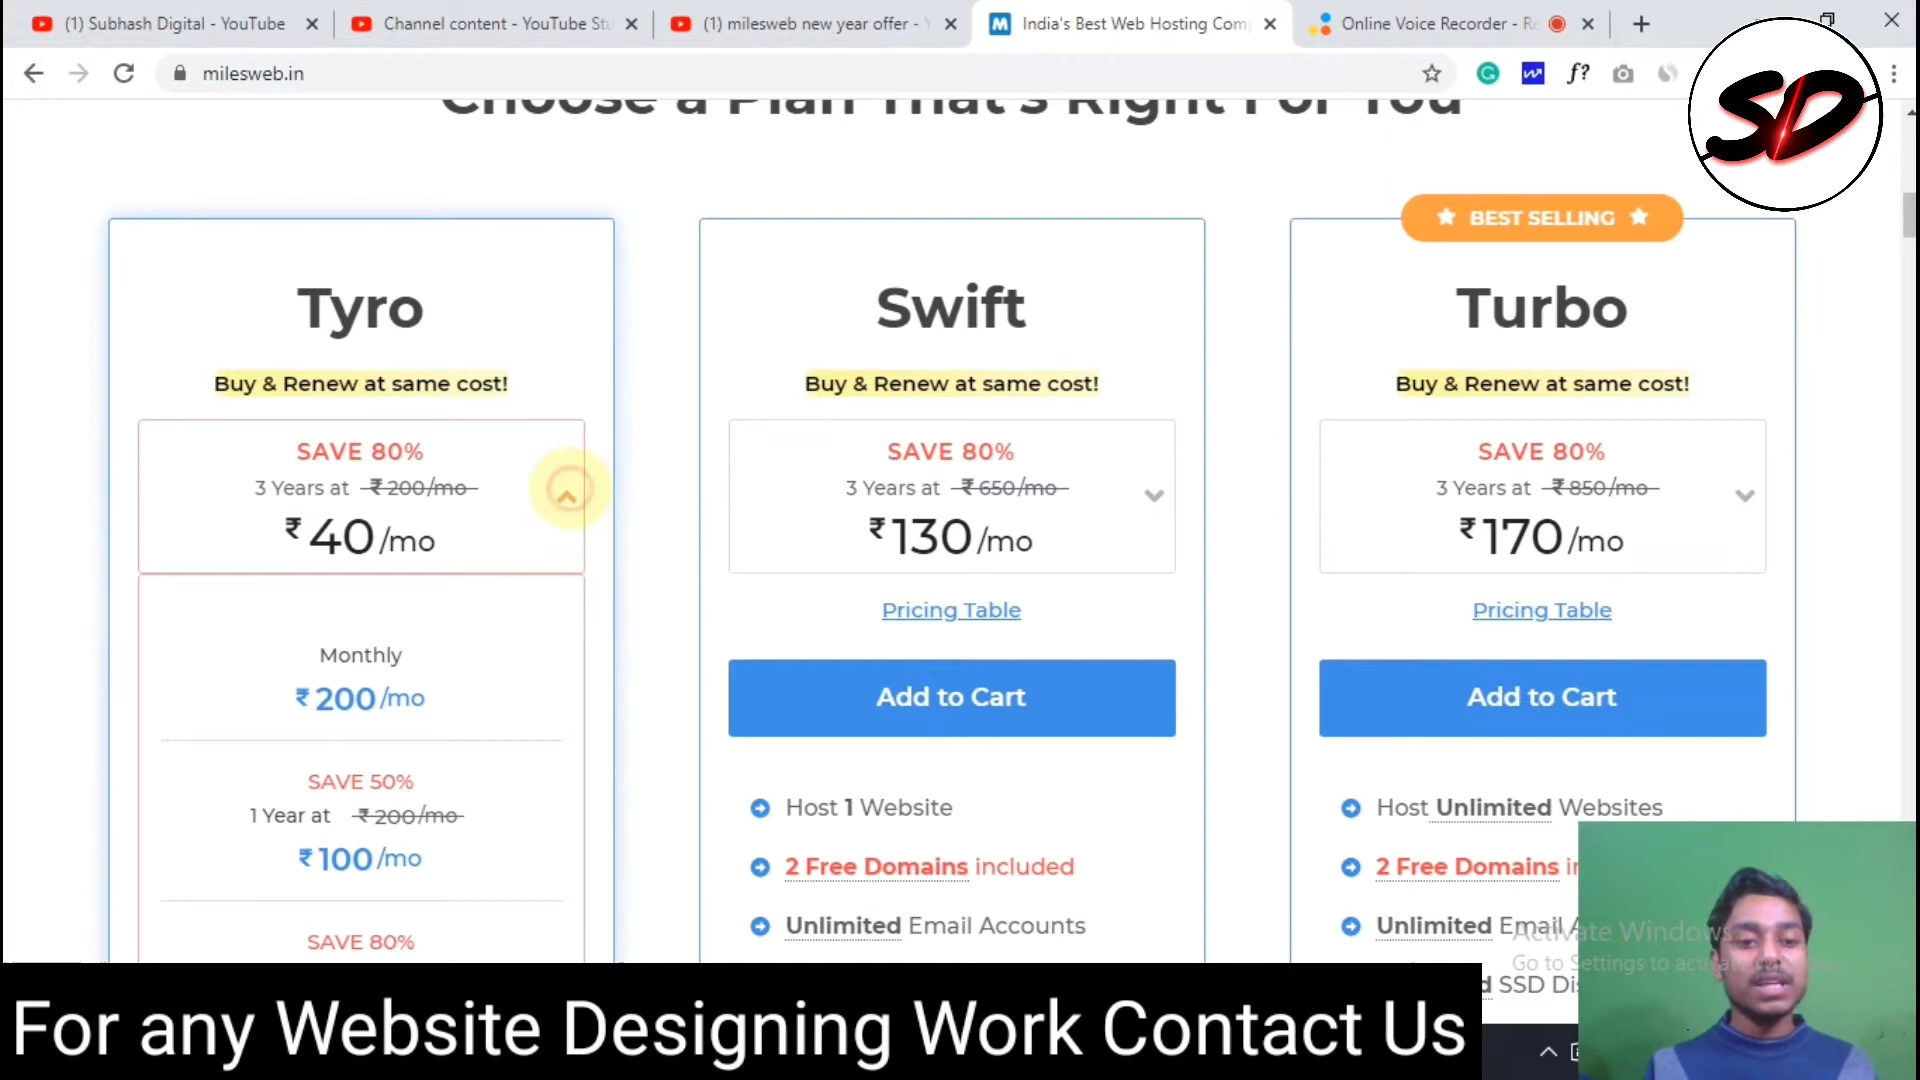 (1) Subhash Digital - YouTube
Channel content - YouTube Stu
(1) milesweb new year offer - Y
India's Best Web Hosting Com
Online Voice Recorder - Re
milesweb.in
Choose a Plan That's Right For You
SD
BEST SELLING
Tyro
Swift
Turbo
Buy & Renew at same cost!
Buy & Renew at same cost!
Buy & Renew at same cost!
SAVE 80%
3 Years at ₹200/mo
₹40/mo
SAVE 80%
3 Years at ₹650/mo
₹130/mo
SAVE 80%
3 Years at ₹850/mo
₹170/mo
Monthly
₹200/mo
SAVE 50%
1 Year at ₹200/mo
₹100/mo
SAVE 80%
Pricing Table
Add to Cart
Host 1 Website
2 Free Domains included
Unlimited Email Accounts
Pricing Table
Add to Cart
Host Unlimited Websites
2 Free Domains
Unlimited Email
SSD
Activate Windows
Go to Settings to
For any Website Designing Work Contact Us